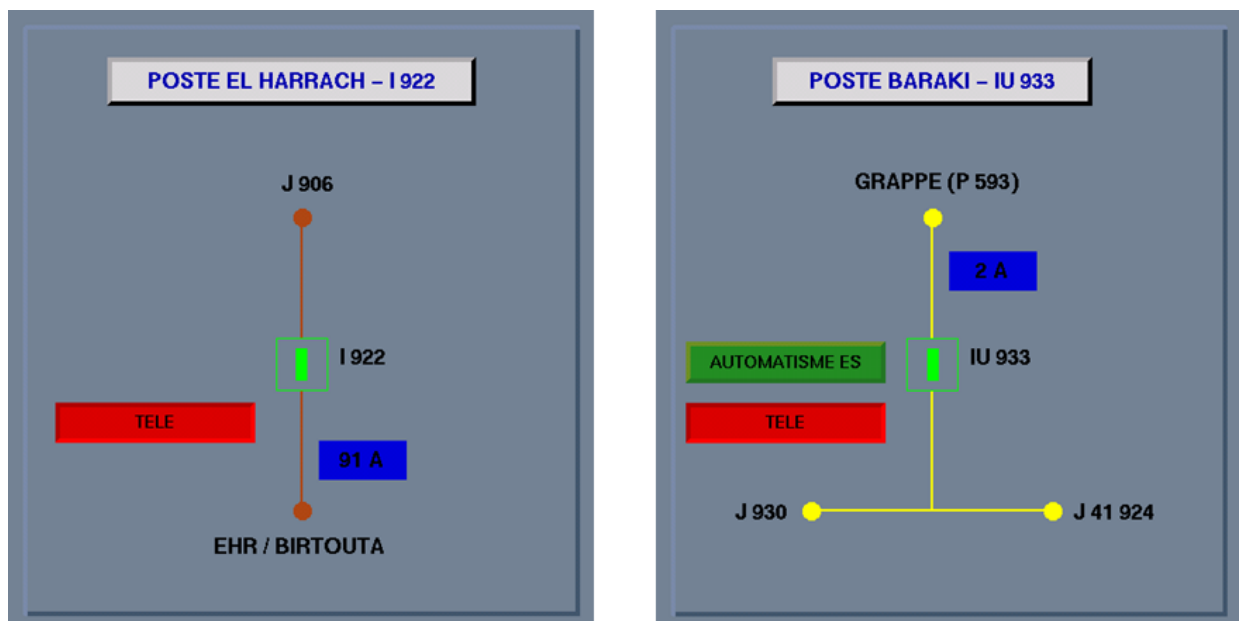 POSTE EL HARRACH – I 922
J 906
I 922
TELE
91 A
EHR / BIRTOUTA
POSTE BARAKI – IU 933
GRAPPE (P 593)
2 A
AUTOMATISME ES
IU 933
TELE
J 930
J 41 924